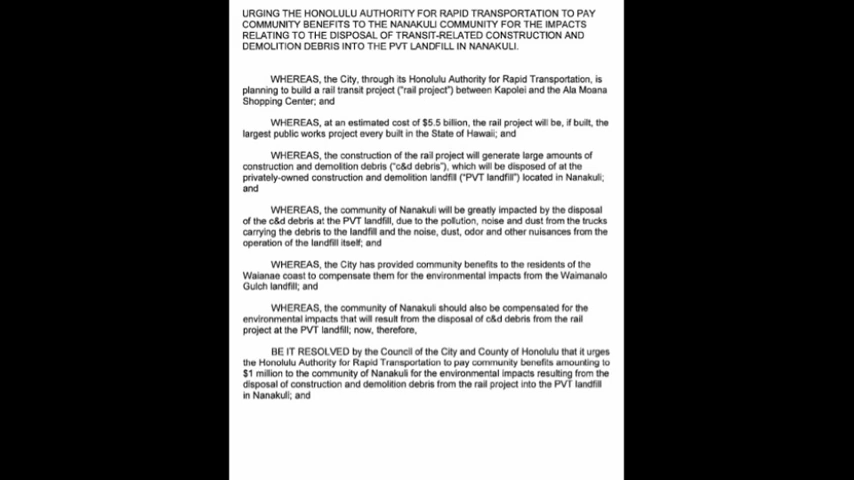 URGING THE HONOLULU AUTHORITY FOR RAPID TRANSPORTATION TO PAY
COMMUNITY BENEFITS TO THE NANAKULI COMMUNITY FOR THE IMPACTS
RELATING TO THE DISPOSAL OF TRANSIT-RELATED CONSTRUCTION AND
DEMOLITION DEBRIS INTO THE PVT LANDFILL IN NANAKULI.
WHEREAS, the City, through its Honolulu Authority for Rapid Transportation, is
planning to build a rail transit project ("rail project") between Kapolei and the Ala Moana
Shopping Center; and
WHEREAS, at an estimated cost of $5.5 billion, the rail project will be, if built, the
largest public works project every built in the State of Hawaii; and
WHEREAS, the construction of the rail project will generate large amounts of
construction and demolition debris ("c&d debris"), which will be disposed of at the
privately-owned construction and demolition landfill ("PVT landfill") located in Nanakuli;
and
WHEREAS, the community of Nanakuli will be greatly impacted by the disposal
of the c&d debris at the PVT landfill, due to the pollution, noise and dust from the trucks
carrying the debris to the landfill and the noise, dust, odor and other nuisances from the
operation of the landfill itself; and
WHEREAS, the City has provided community benefits to the residents of the
Waianae coast to compensate them for the environmental impacts from the Waimanalo
Gulch landfill; and
WHEREAS, the community of Nanakuli should also be compensated for the
environmental impacts that will result from the disposal of c&d debris from the rail
project at the PVT landfill; now, therefore,
BE IT RESOLVED by the Council of the City and County of Honolulu that it urges
the Honolulu Authority for Rapid Transportation to pay community benefits amounting to
$1 million to the community of Nanakuli for the environmental impacts resulting from the
disposal of construction and demolition debris from the rail project into the PVT landfill
in Nanakuli; and